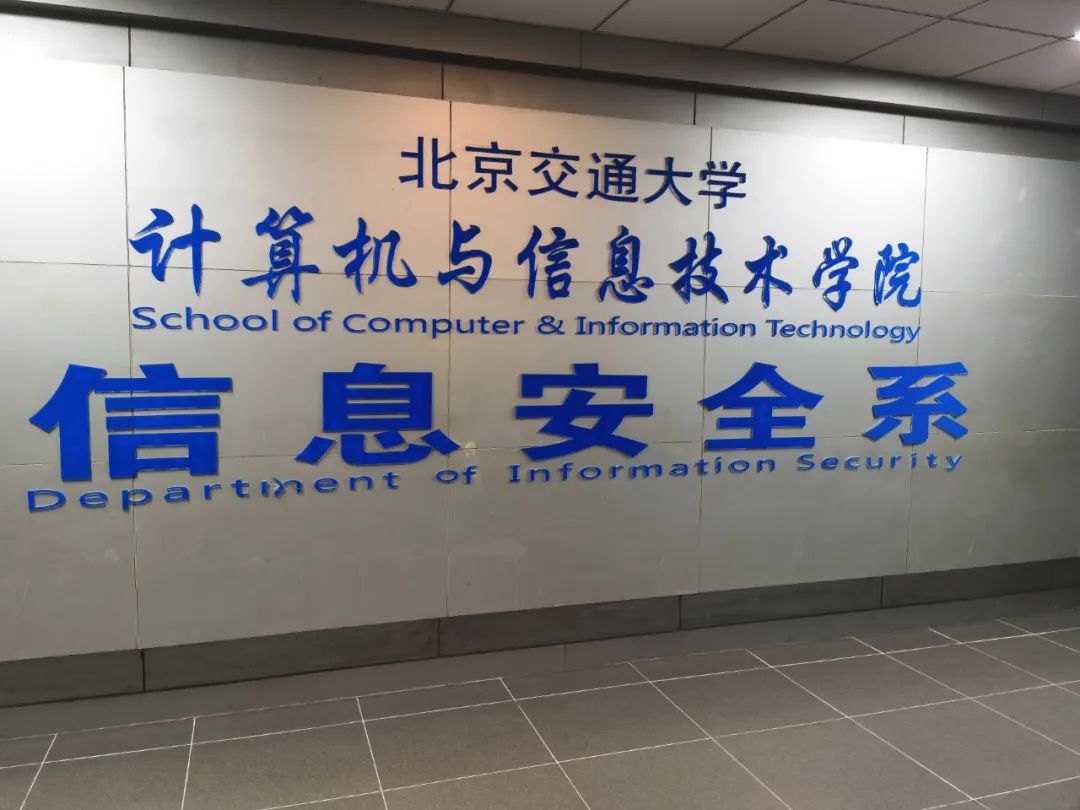 北京交通大学
计算机与信息技术学院
School of Computer & Information Technology
信息安全系
Department of Information Security